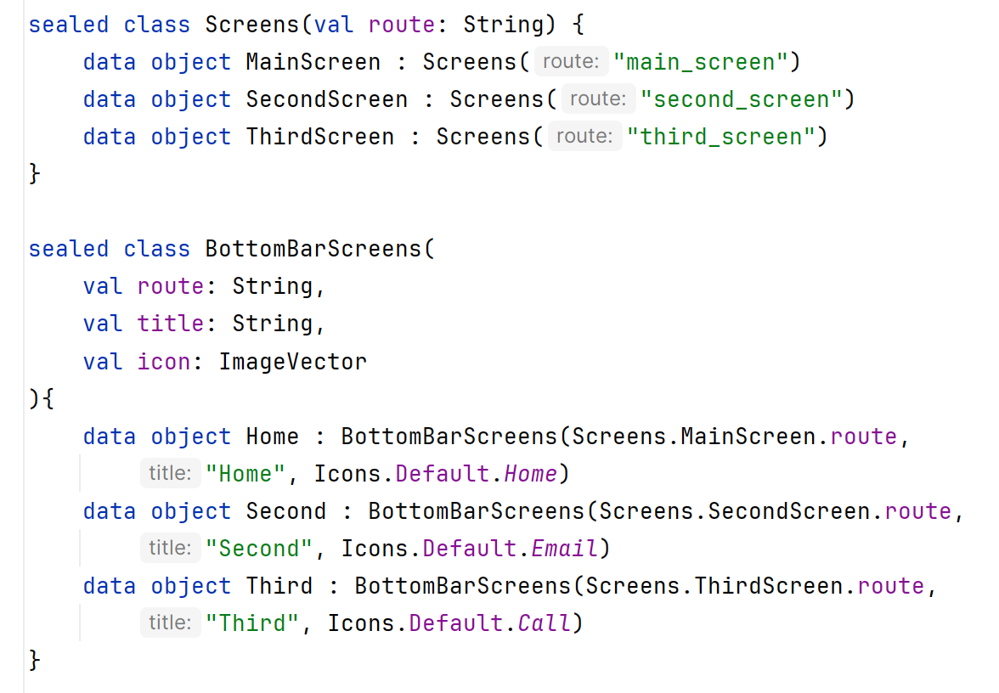 sealed class Screens(val route: String) {
    data object MainScreen : Screens( route: "main_screen")
    data object SecondScreen : Screens( route: "second_screen")
    data object ThirdScreen : Screens( route: "third_screen")
}

sealed class BottomBarScreens(
    val route: String,
    val title: String,
    val icon: ImageVector
){
    data object Home : BottomBarScreens(Screens.MainScreen.route,
        title: "Home", Icons.Default.Home)
    data object Second : BottomBarScreens(Screens.SecondScreen.route,
        title: "Second", Icons.Default.Email)
    data object Third : BottomBarScreens(Screens.ThirdScreen.route,
        title: "Third", Icons.Default.Call)
}